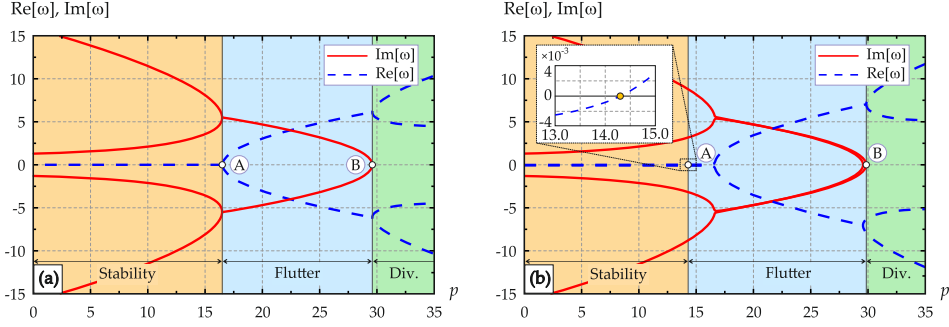 Re[ω], Im[ω]
15
10
5
0
-5
-10
-15
Im[ω]
Re[ω]
A
B
(a)
Stability
Flutter
Div.
0 5 10 15 20 25 30 35
p
Re[ω], Im[ω]
15
10
5
0
-5
-10
-15
×10⁻³
4
0
-4
13.0 14.0 15.0
Im[ω]
Re[ω]
A
B
(b)
Stability
Flutter
Div.
0 5 10 15 20 25 30 35
p